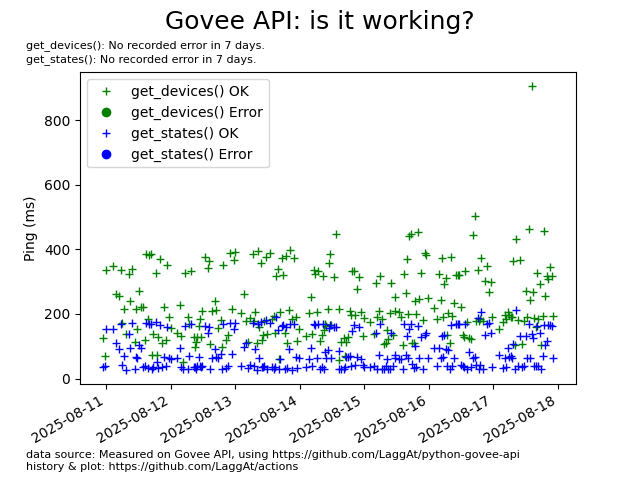 Govee API: is it working?
get_devices(): No recorded error in 7 days.
get_states(): No recorded error in 7 days.
get_devices() OK
get_devices() Error
get_states() OK
get_states() Error
Ping (ms)
800
600
400
200
0
2025-08-11
2025-08-12
2025-08-13
2025-08-14
2025-08-15
2025-08-16
2025-08-17
2025-08-18
data source: Measured on Govee API, using https://github.com/LaggAt/python-govee-api
history & plot: https://github.com/LaggAt/actions